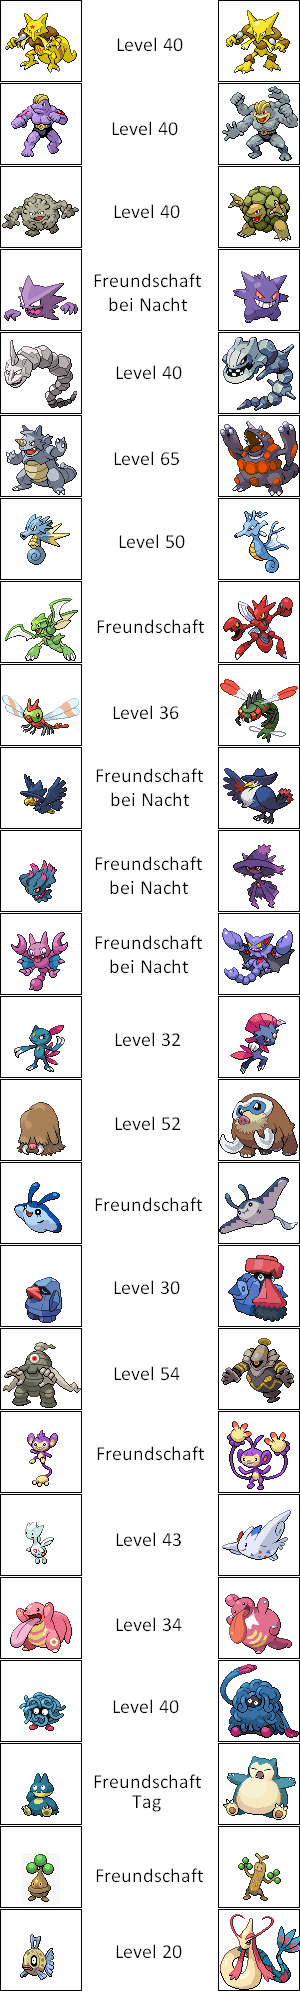 Level 40
Level 40
Level 40
Freundschaft
bei Nacht
Level 40
Level 65
Level 50
Freundschaft
Level 36
Freundschaft
bei Nacht
Freundschaft
bei Nacht
Freundschaft
bei Nacht
Level 32
Level 52
Freundschaft
Level 30
Level 54
Freundschaft
Level 43
Level 34
Level 40
Freundschaft
Tag
Freundschaft
Level 20